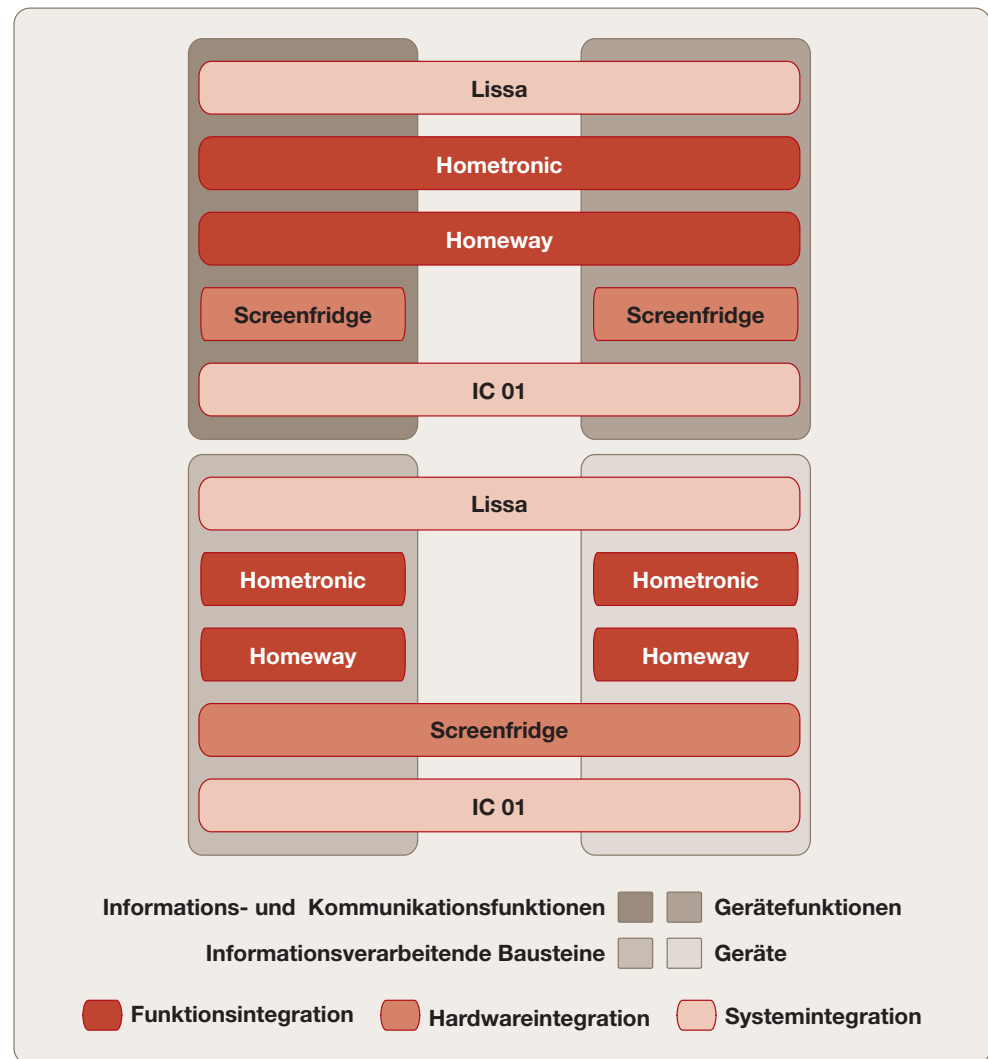 Lissa
Hometronic
Homeway
Screenfridge Screenfridge
IC 01
Lissa
Hometronic Hometronic
Homeway Homeway
Screenfridge
IC 01
Informations- und Kommunikationsfunktionen Gerätefunktionen
Informationsverarbeitende Bausteine Geräte
Funktionsintegration Hardwareintegration Systemintegration